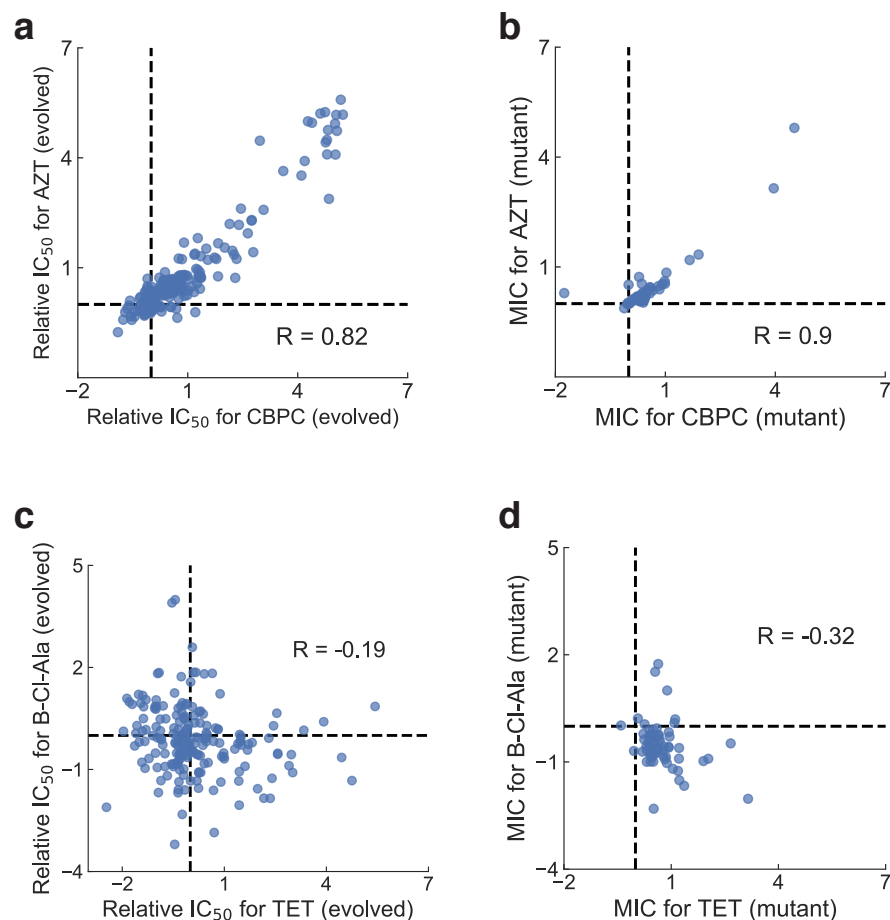 a
7
4
1
−2
1
4
7
Relative IC50 for AZT (evolved)
R = 0.82
Relative IC50 for CBPC (evolved)
b
7
4
1
−2
1
4
7
MIC for AZT (mutant)
R = 0.9
MIC for CBPC (mutant)
c
5
2
−1
−4
−2
1
4
7
Relative IC50 for B-Cl-Ala (evolved)
R = -0.19
Relative IC50 for TET (evolved)
d
5
2
−1
−4
−2
1
4
7
MIC for B-Cl-Ala (mutant)
R = -0.32
MIC for TET (mutant)